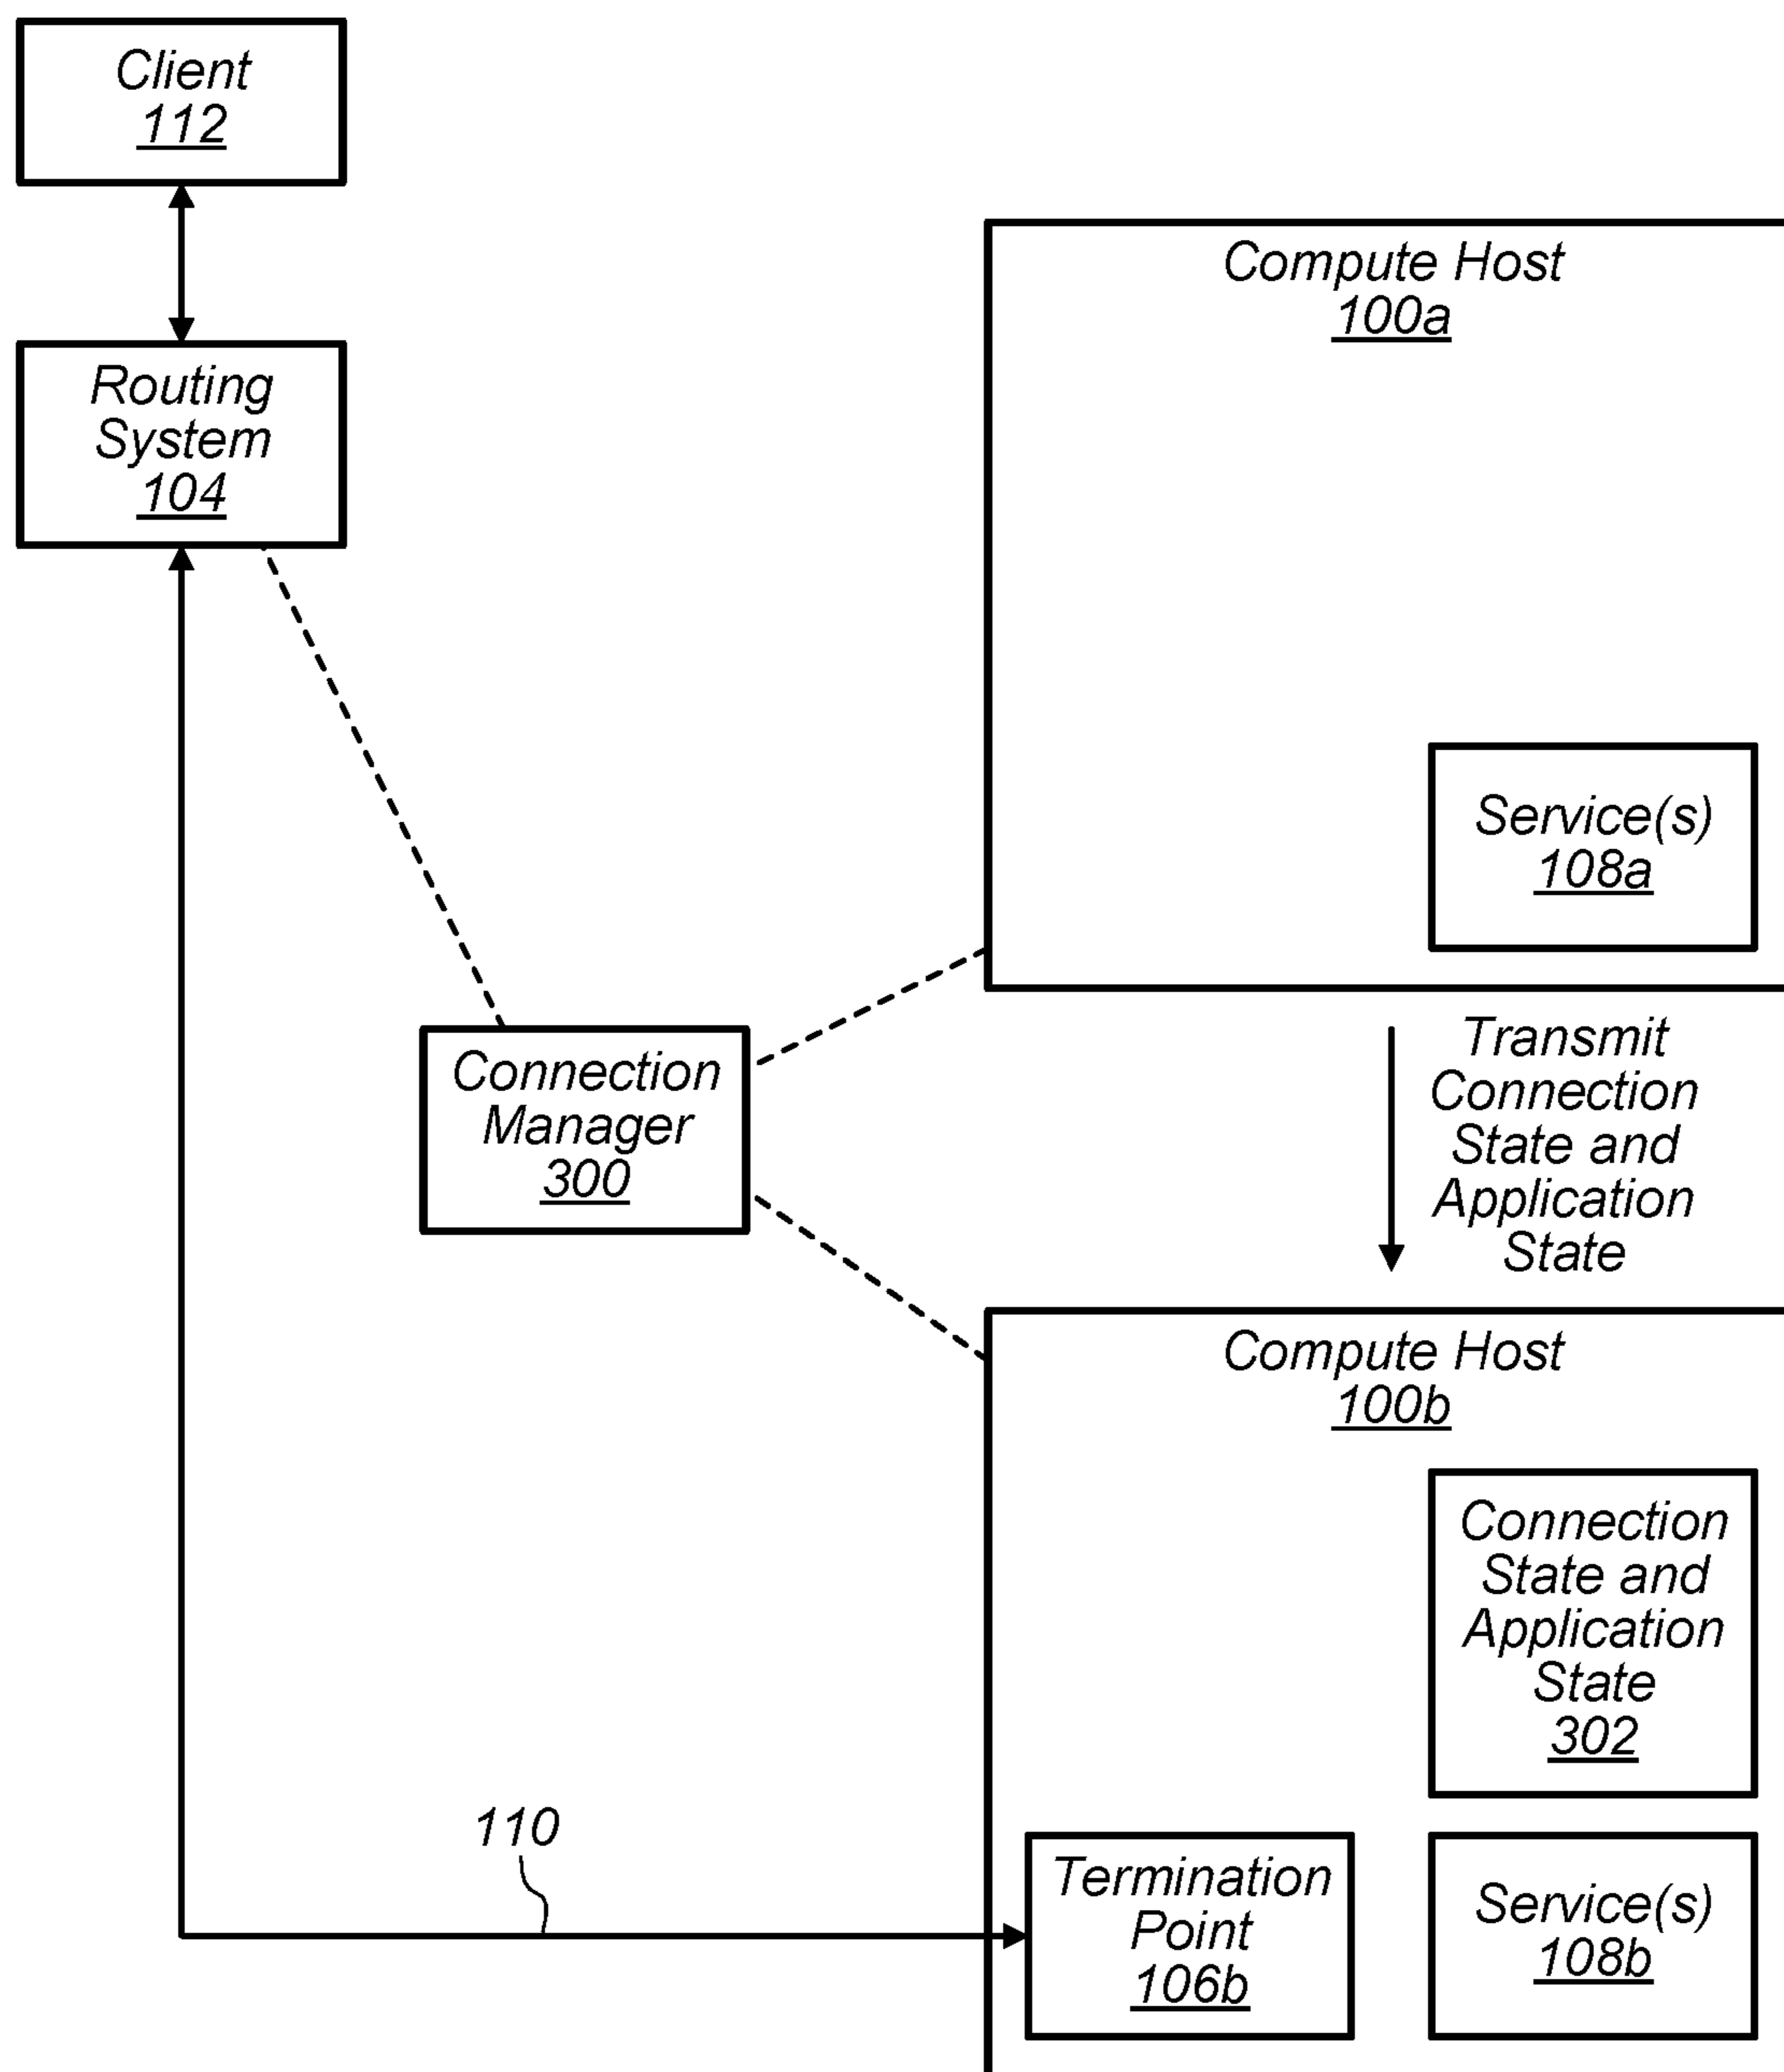 Client
112
Routing
System
104
Compute Host
100a
Service(s)
108a
Connection
Manager
300
Transmit
Connection
State and
Application
State
Compute Host
100b
Connection
State and
Application
State
302
110
Termination
Point
106b
Service(s)
108b